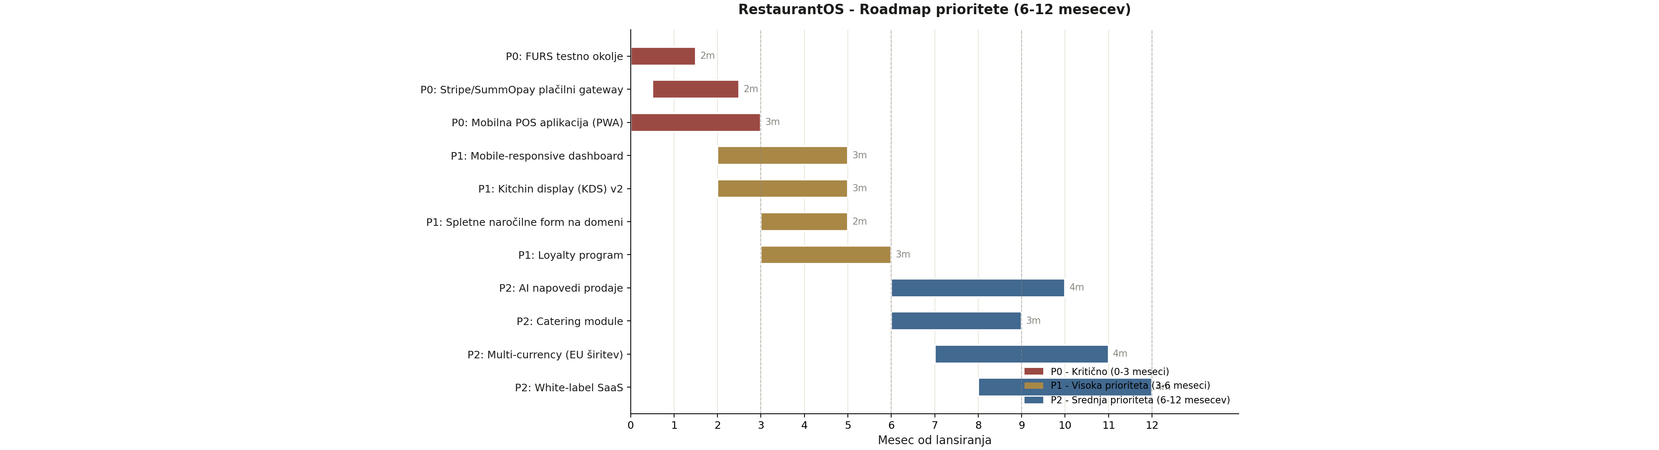 RestaurantOS - Roadmap prioritete (6-12 mesecev)
P0: FURS testno okolje 2m
P0: Stripe/SummOpay plačilni gateway 2m
P0: Mobilna POS aplikacija (PWA) 3m
P1: Mobile-responsive dashboard 3m
P1: Kitchin display (KDS) v2 3m
P1: Spletne naročilne form na domeni 2m
P1: Loyalty program 3m
P2: AI napovedi prodaje 4m
P2: Catering module 3m
P2: Multi-currency (EU širitev) 4m
P2: White-label SaaS
P0 - Kritično (0-3 meseci)
P1 - Visoka prioriteta (3-6 meseci)
P2 - Srednja prioriteta (6-12 mesecev)
0 1 2 3 4 5 6 7 8 9 10 11 12
Mesec od lansiranja